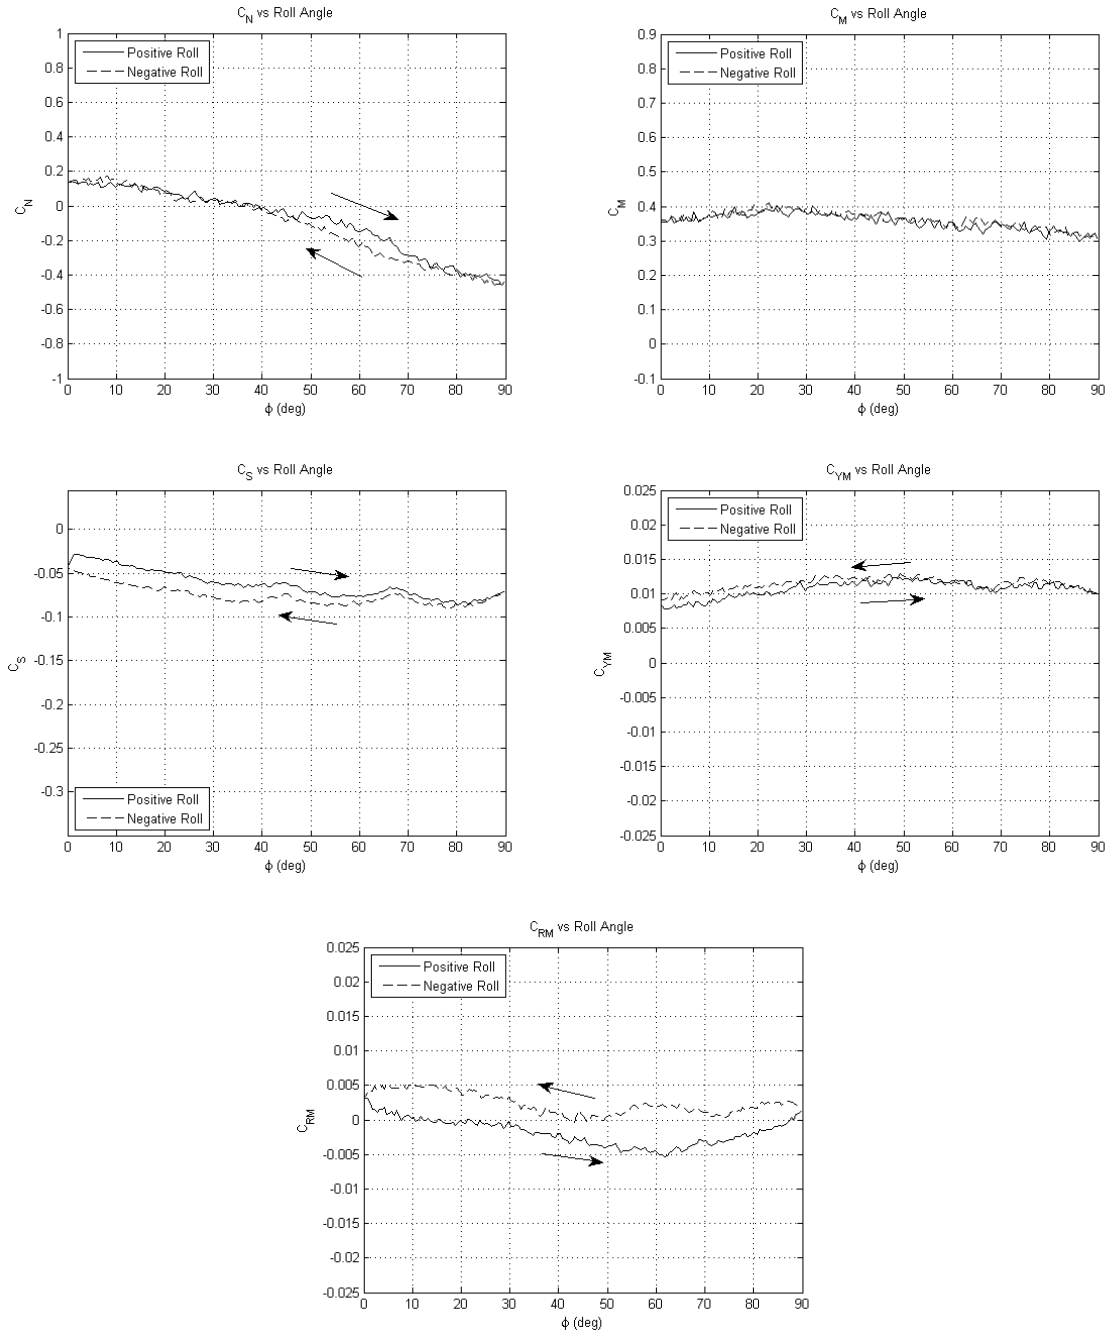 C_N vs Roll Angle
1
0.8
0.6
0.4
0.2
0
-0.2
-0.4
-0.6
-0.8
-1
C_N
Positive Roll
Negative Roll
0 10 20 30 40 50 60 70 80 90
ϕ (deg)
C_M vs Roll Angle
0.9
0.8
0.7
0.6
0.5
0.4
0.3
0.2
0.1
0
-0.1
C_M
Positive Roll
Negative Roll
0 10 20 30 40 50 60 70 80 90
ϕ (deg)
C_S vs Roll Angle
0
-0.05
-0.1
-0.15
-0.2
-0.25
-0.3
C_S
Positive Roll
Negative Roll
0 10 20 30 40 50 60 70 80 90
ϕ (deg)
C_YM vs Roll Angle
0.025
0.02
0.015
0.01
0.005
0
-0.005
-0.01
-0.015
-0.02
-0.025
C_YM
Positive Roll
Negative Roll
0 10 20 30 40 50 60 70 80 90
ϕ (deg)
C_RM vs Roll Angle
0.025
0.02
0.015
0.01
0.005
0
-0.005
-0.01
-0.015
-0.02
-0.025
C_RM
Positive Roll
Negative Roll
0 10 20 30 40 50 60 70 80 90
ϕ (deg)